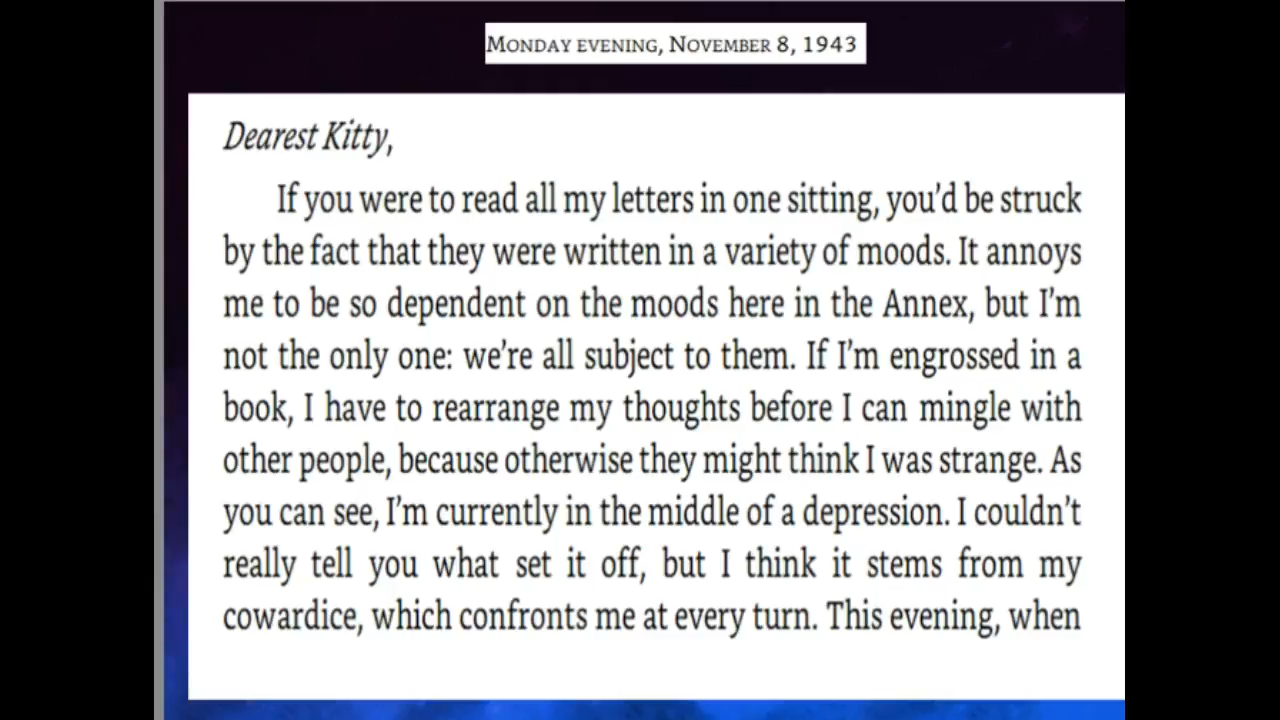 MONDAY EVENING, NOVEMBER 8, 1943
Dearest Kitty,
If you were to read all my letters in one sitting, you’d be struck
by the fact that they were written in a variety of moods. It annoys
me to be so dependent on the moods here in the Annex, but I’m
not the only one: we’re all subject to them. If I’m engrossed in a
book, I have to rearrange my thoughts before I can mingle with
other people, because otherwise they might think I was strange. As
you can see, I’m currently in the middle of a depression. I couldn’t
really tell you what set it off, but I think it stems from my
cowardice, which confronts me at every turn. This evening, when